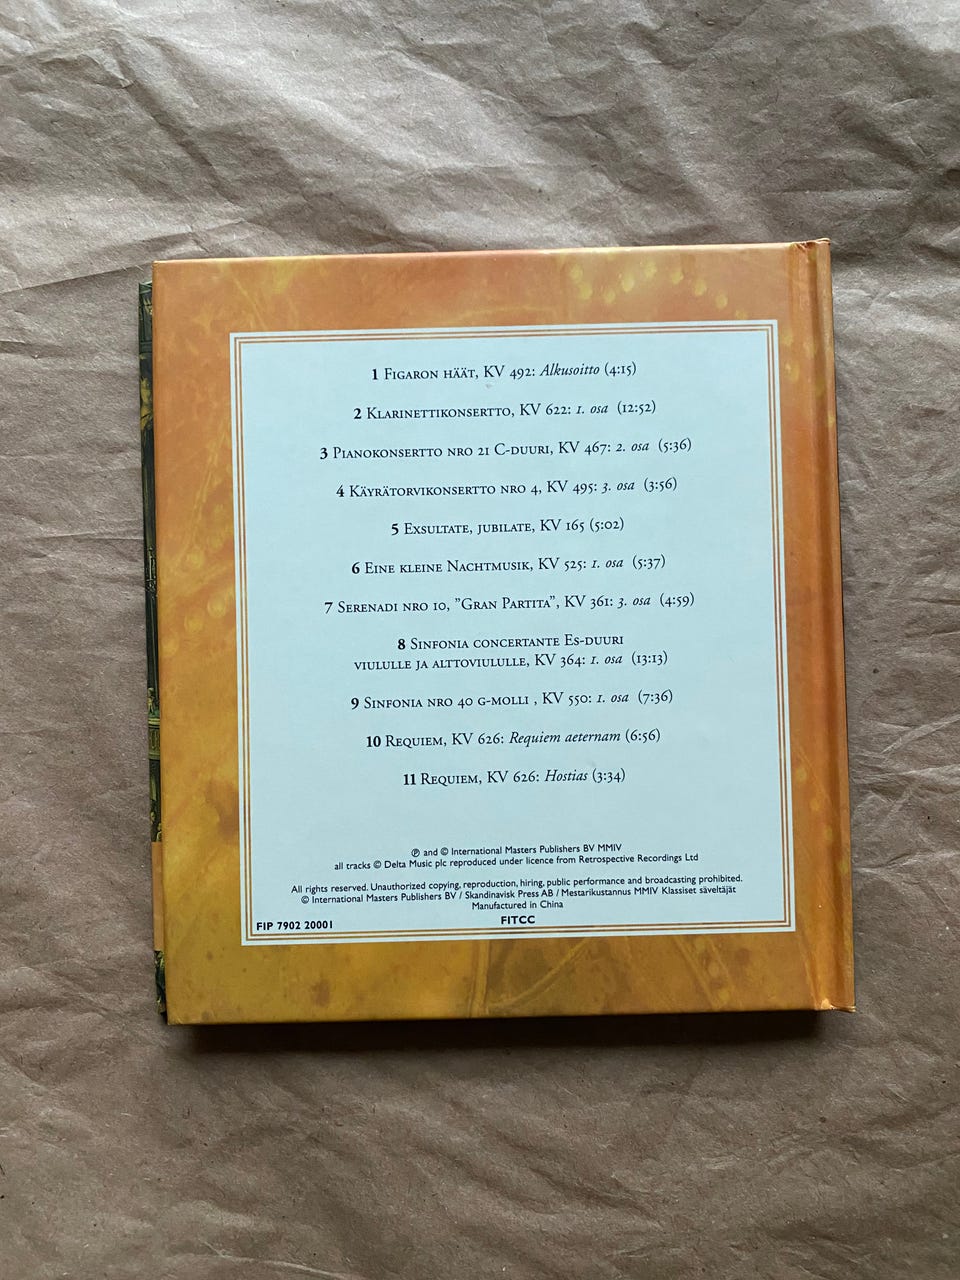 1 Figaron häät, KV 492: Alkusoitto (4:15)
2 Klarinettikonsertto, KV 622: 1. osa (12:52)
3 Pianokonsertto nro 21 C-duuri, KV 467: 2. osa (5:36)
4 Käyrätorvikonsertto nro 4, KV 495: 3. osa (3:56)
5 Exsultate, jubilate, KV 165 (5:02)
6 Eine kleine Nachtmusik, KV 525: 1. osa (5:37)
7 Serenadi nro 10, ”Gran Partita”, KV 361: 3. osa (4:59)
8 Sinfonia concertante Es-duuri
viululle ja alttoviululle, KV 364: 1. osa (13:13)
9 Sinfonia nro 40 g-molli , KV 550: 1. osa (7:36)
10 Requiem, KV 626: Requiem aeternam (6:56)
11 Requiem, KV 626: Hostias (3:34)
℗ and © International Masters Publishers BV MMIV
all tracks © Delta Music plc reproduced under licence from Retrospective Recordings Ltd
All rights reserved. Unauthorized copying, reproduction, hiring, public performance and broadcasting prohibited.
© International Masters Publishers BV / Skandinavisk Press AB / Mestarikustannus MMIV Klassiset säveltäjät
Manufactured in China
FIP 7902 20001 FITCC